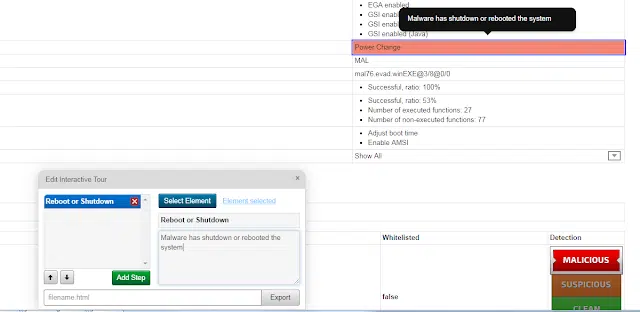 EGA enabled
GSI enabled
GSI enabled (Java)
Malware has shutdown or rebooted the system
Power Change
MAL
mal76.evad.winEXE@3/8@0/0
Successful, ratio: 100%
Successful, ratio: 53%
Number of executed functions: 27
Number of non-executed functions: 77
Adjust boot time
Enable AMSI
Show All
Edit Interactive Tour
Reboot or Shutdown
Select Element
Element selected
Reboot or Shutdown
Malware has shutdown or rebooted the
system
Add Step
filename.html
Export
Whitelisted
Detection
false
MALICIOUS
SUSPICIOUS
CLEAN